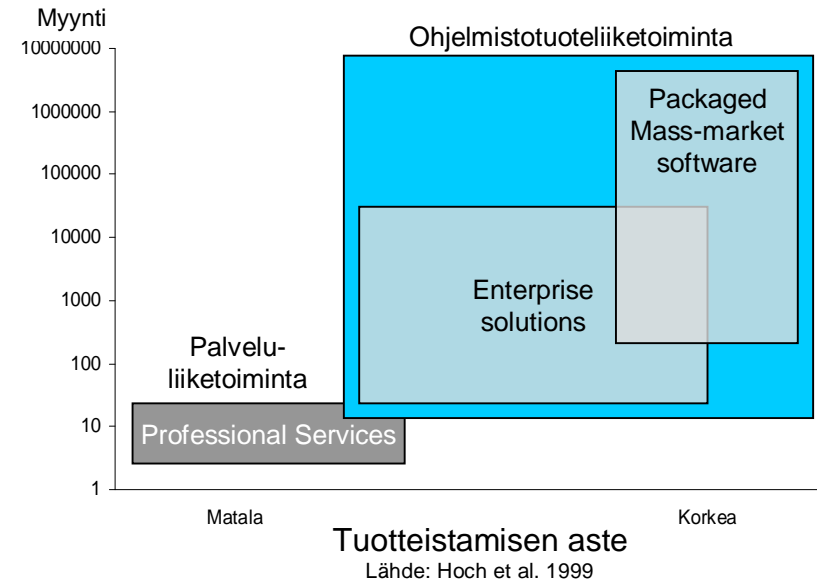 Myynti
Ohjelmistotuoteliiketoiminta
10000000
1000000
100000
10000
1000
100
10
1
Packaged
Mass-market
software
Enterprise
solutions
Palvelu-
liiketoiminta
Professional Services
Matala
Korkea
Tuotteistamisen aste
Lähde: Hoch et al. 1999